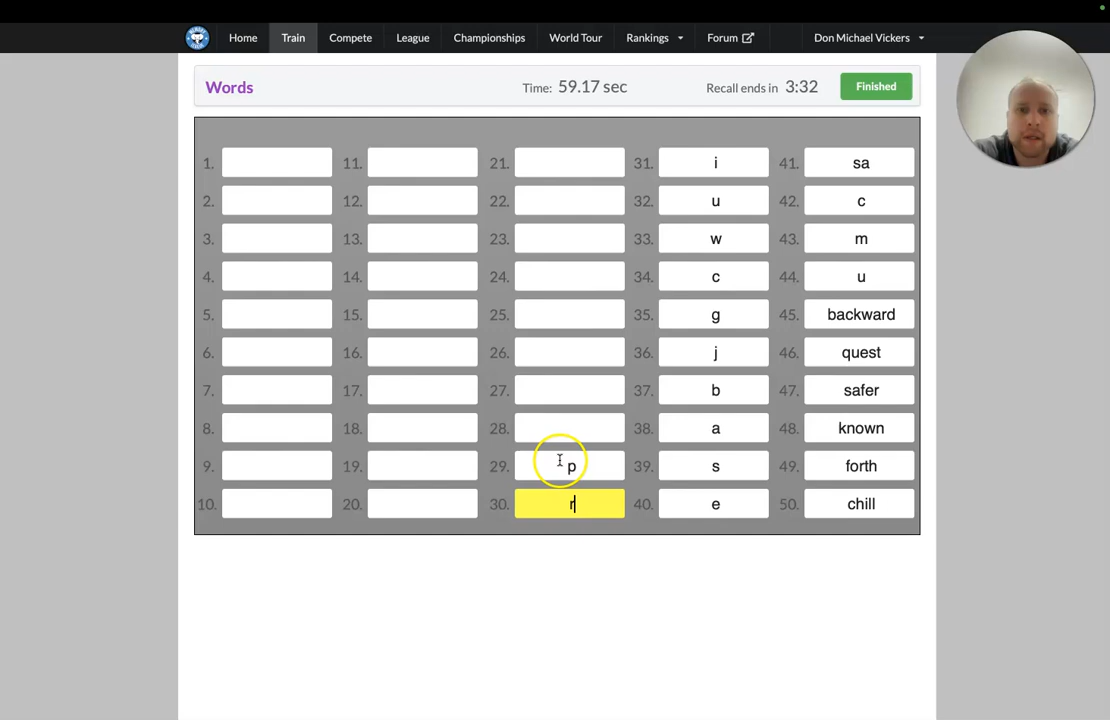 Home Train Compete League Championships World Tour Rankings Forum Don Michael Vickers
Words Time: 59.17 sec Recall ends in 3:32 Finished
1. 11. 21. 31. i 41. sa
2. 12. 22. 32. u 42. c
3. 13. 23. 33. w 43. m
4. 14. 24. 34. c 44. u
5. 15. 25. 35. g 45. backward
6. 16. 26. 36. j 46. quest
7. 17. 27. 37. b 47. safer
8. 18. 28. 38. a 48. known
9. 19. 29. p 39. s 49. forth
10. 20. 30. r 40. e 50. chill